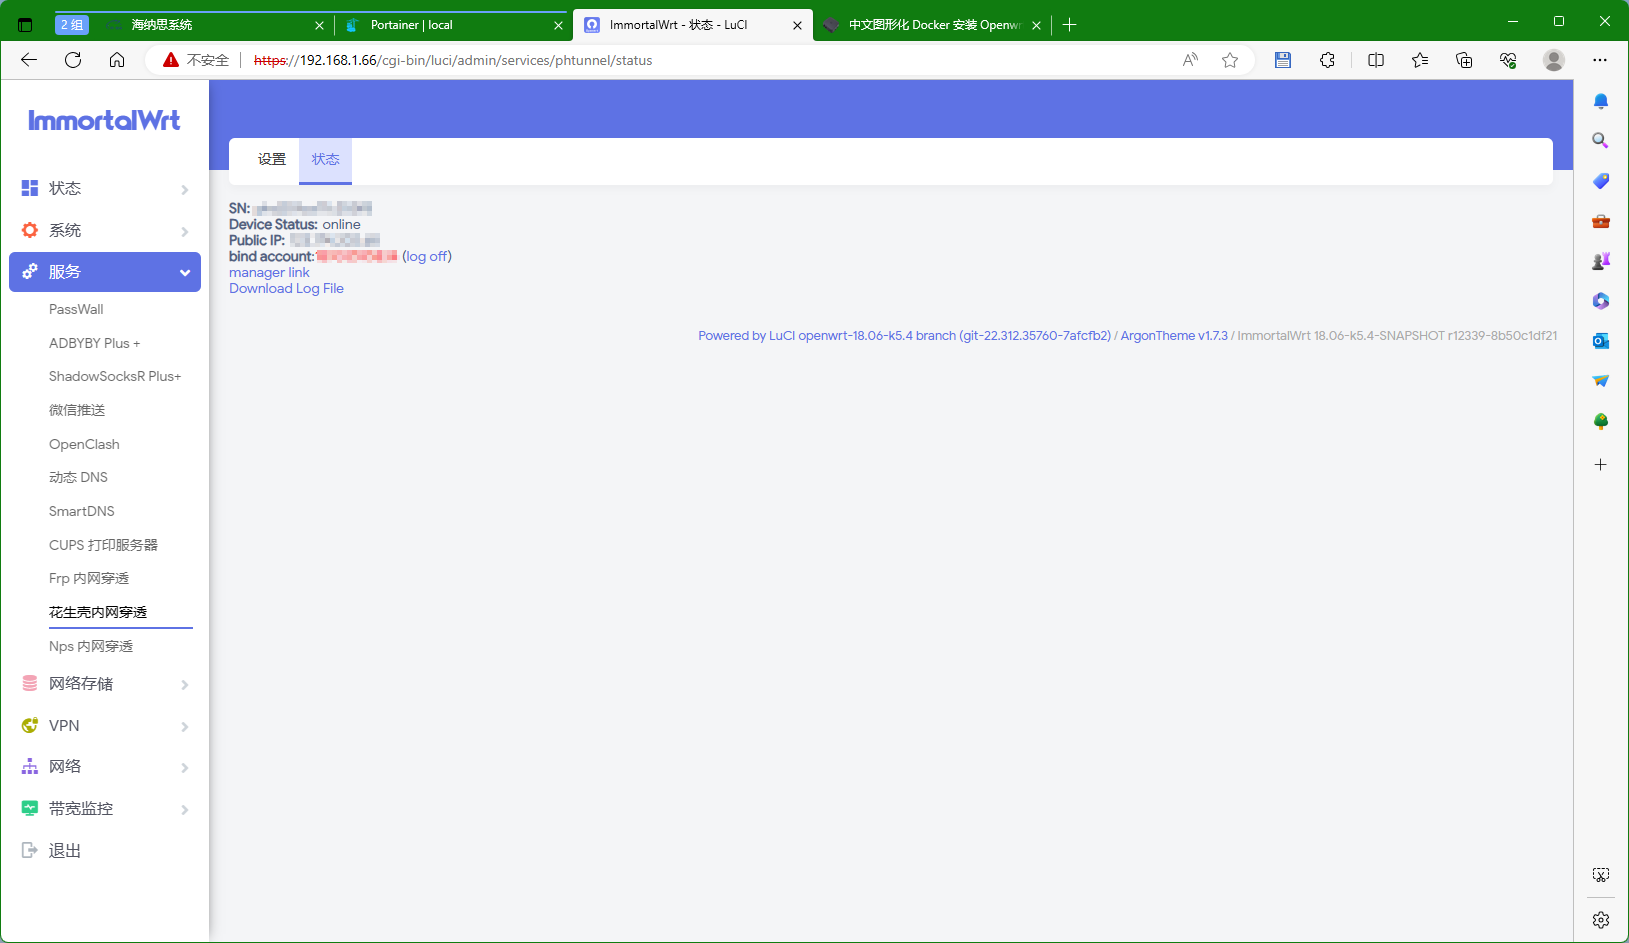 2 组
海纳思系统
Portainer | local
ImmortalWrt - 状态 - LuCI
中文图形化 Docker 安装 Openw
不安全
https://192.168.1.66/cgi-bin/luci/admin/services/phtunnel/status
ImmortalWrt
状态
系统
服务
PassWall
ADBYBY Plus +
ShadowSocksR Plus+
微信推送
OpenClash
动态 DNS
SmartDNS
CUPS 打印服务器
Frp 内网穿透
花生壳内网穿透
Nps 内网穿透
网络存储
VPN
网络
带宽监控
退出
设置
状态
SN:
Device Status: online
Public IP:
bind account: (log off)
manager link
Download Log File
Powered by LuCI openwrt-18.06-k5.4 branch (git-22.312.35760-7afcfb2) / ArgonTheme v1.7.3 / ImmortalWrt 18.06-k5.4-SNAPSHOT r12339-8b50c1df21